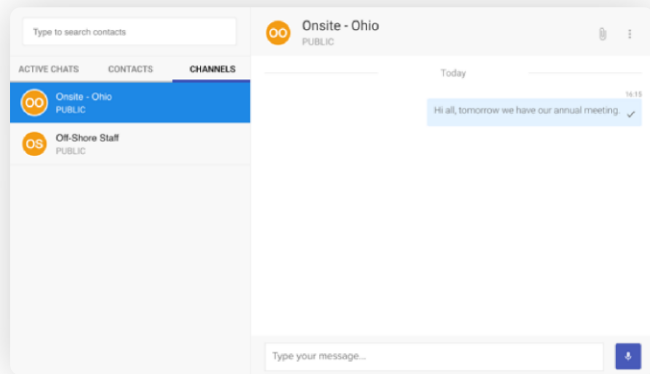 Type to search contacts
ACTIVE CHATS CONTACTS CHANNELS
OO Onsite - Ohio
PUBLIC
OS Off-Shore Staff
PUBLIC
OO Onsite - Ohio
PUBLIC
Today
16:15
Hi all, tomorrow we have our annual meeting.
Type your message...